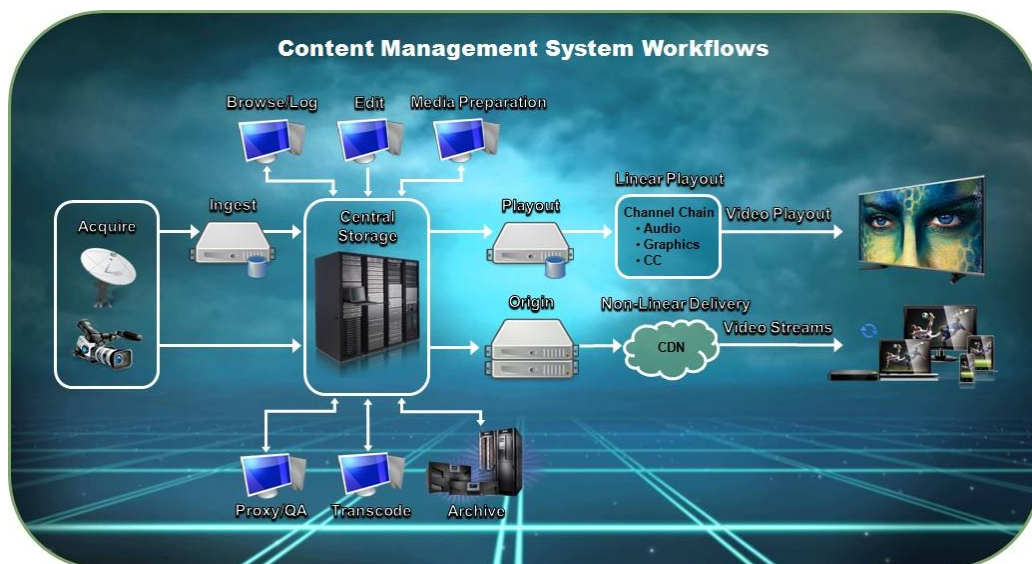 Content Management System Workflows
Browse/Log
Edit
Media Preparation
Acquire
Ingest
Central
Storage
Playout
Linear Playout
Channel Chain
• Audio
• Graphics
• CC
Video Playout
Origin
Non-Linear Delivery
CDN
Video Streams
Proxy/QA
Transcode
Archive